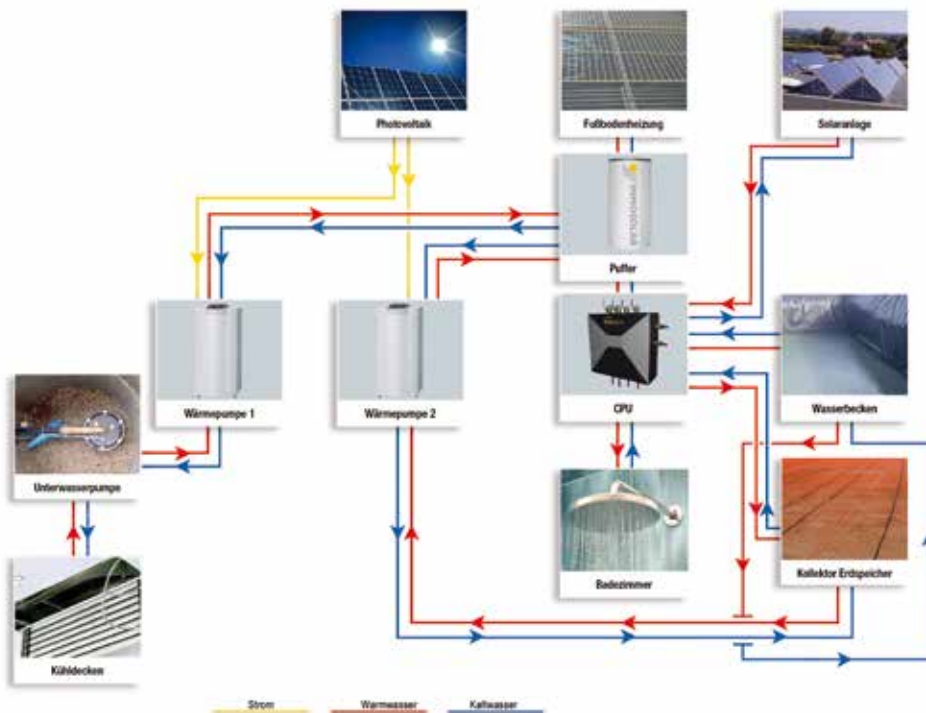 Photovoltaik
Fußbodenheizung
Solaranlage
Puffer
Wärmepumpe 1
Wärmepumpe 2
CPU
Wasserbecken
Unterwasserpumpe
Badezimmer
Kollektor Erdspeicher
Kühldecken
Strom
Warmwasser
Kaltwasser